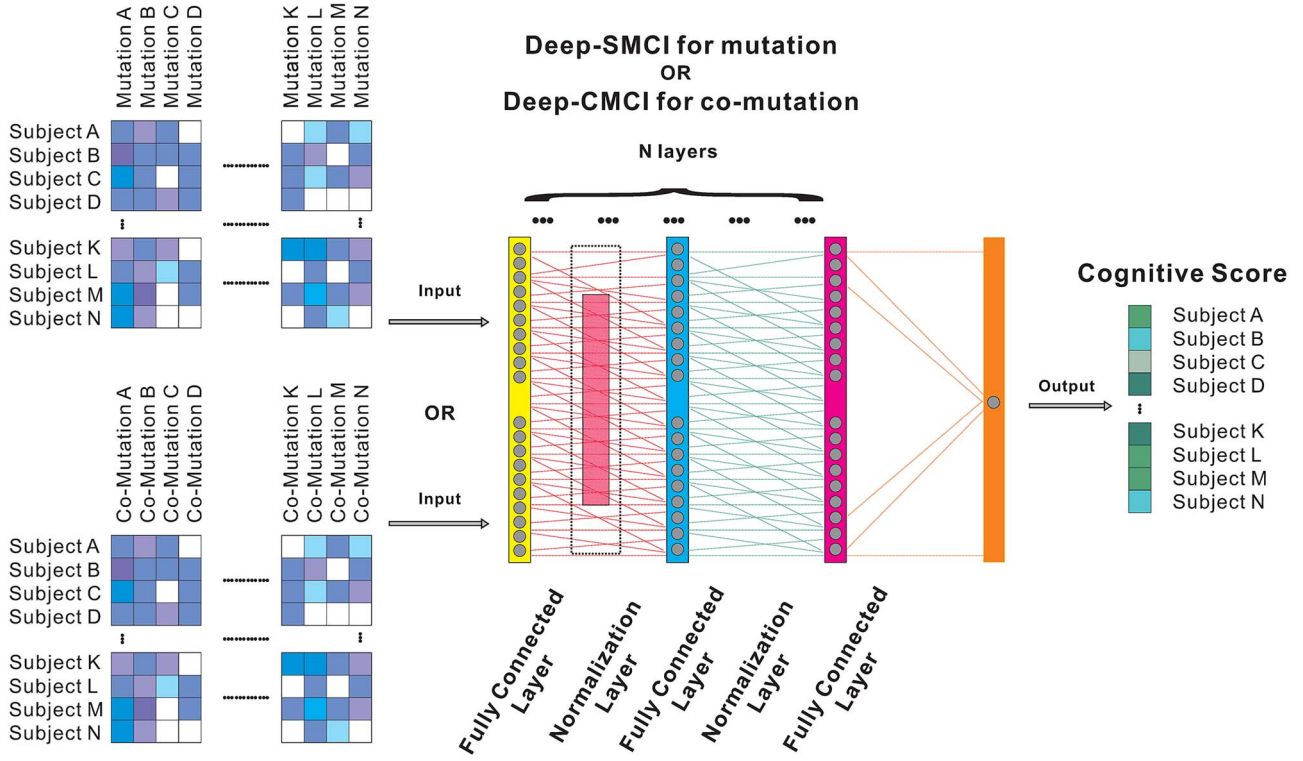 Mutation A
Mutation B
Mutation C
Mutation D
Mutation K
Mutation L
Mutation M
Mutation N
Subject A
Subject B
Subject C
Subject D
Subject K
Subject L
Subject M
Subject N
Co-Mutation A
Co-Mutation B
Co-Mutation C
Co-Mutation D
Co-Mutation K
Co-Mutation L
Co-Mutation M
Co-Mutation N
Subject A
Subject B
Subject C
Subject D
Subject K
Subject L
Subject M
Subject N
Input
OR
Input
Deep-SMCI for mutation
OR
Deep-CMCI for co-mutation
N layers
Fully Connected
Layer
Normalization
Layer
Fully Connected
Layer
Normalization
Layer
Fully Connected
Layer
Output
Cognitive Score
Subject A
Subject B
Subject C
Subject D
Subject K
Subject L
Subject M
Subject N